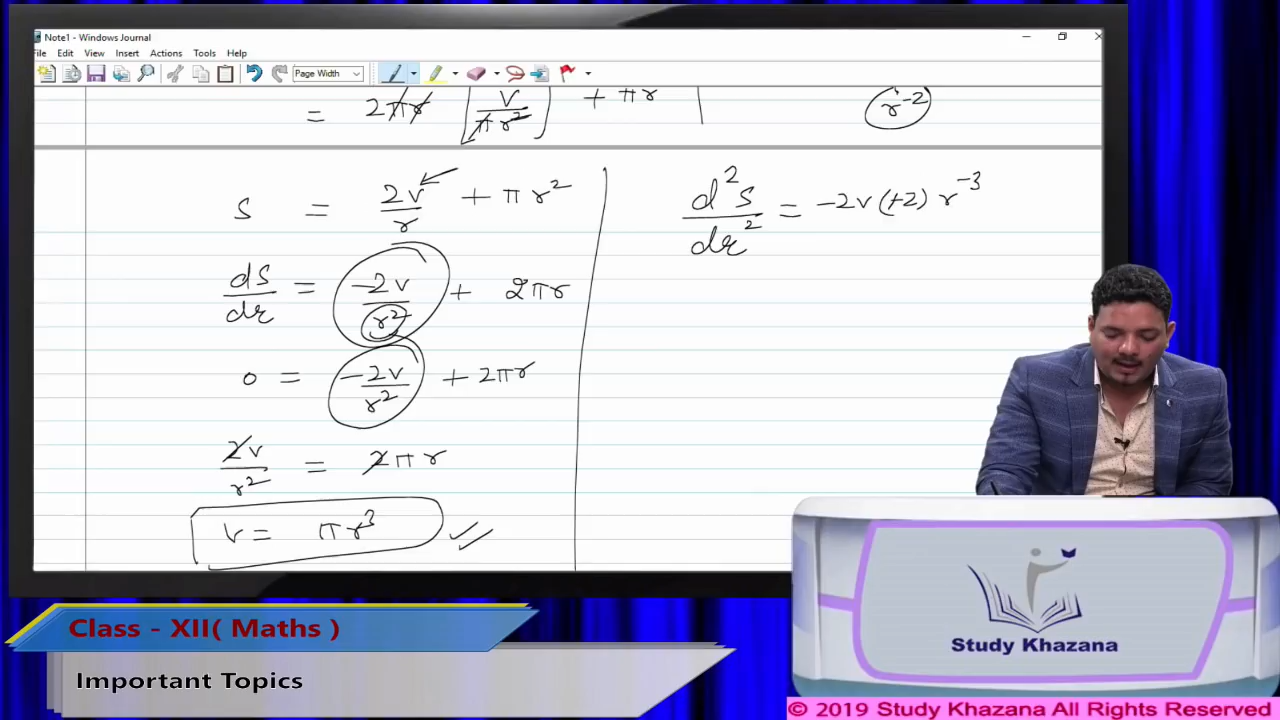 Note1 - Windows Journal
File Edit View Insert Actions Tools Help
Page Width
= 2πr [v/πr²] + πr
r⁻²
s = 2v/r + πr²
ds/dr = -2v/r² + 2πr
0 = -2v/r² + 2πr
2v/r² = 2πr
v = πr³
d²s/dr² = -2v(-2) r⁻³
Study Khazana
Class - XII( Maths )
Important Topics
© 2019 Study Khazana All Rights Reserved